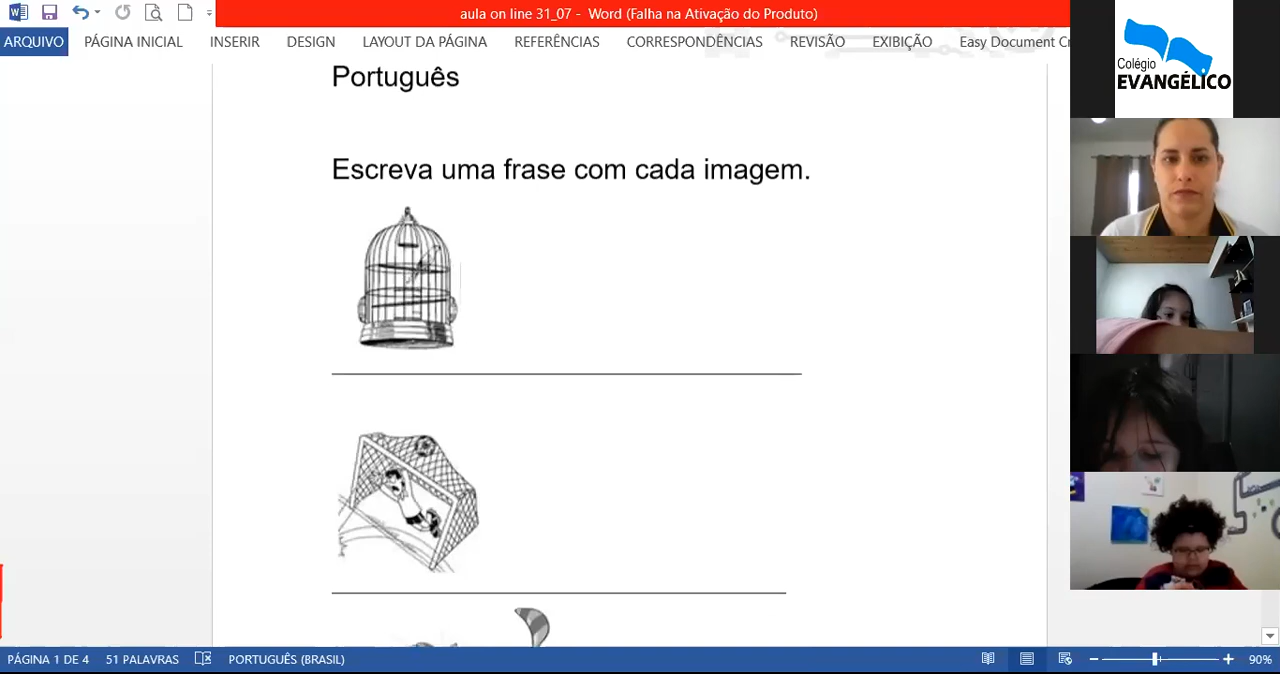 aula on line 31_07 - Word (Falha na Ativação do Produto)
ARQUIVO PÁGINA INICIAL INSERIR DESIGN LAYOUT DA PÁGINA REFERÊNCIAS CORRESPONDÊNCIAS REVISÃO EXIBIÇÃO Easy Document Cr
Colégio
EVANGÉLICO
Português
Escreva uma frase com cada imagem.
PÁGINA 1 DE 4 51 PALAVRAS PORTUGUÊS (BRASIL) 90%